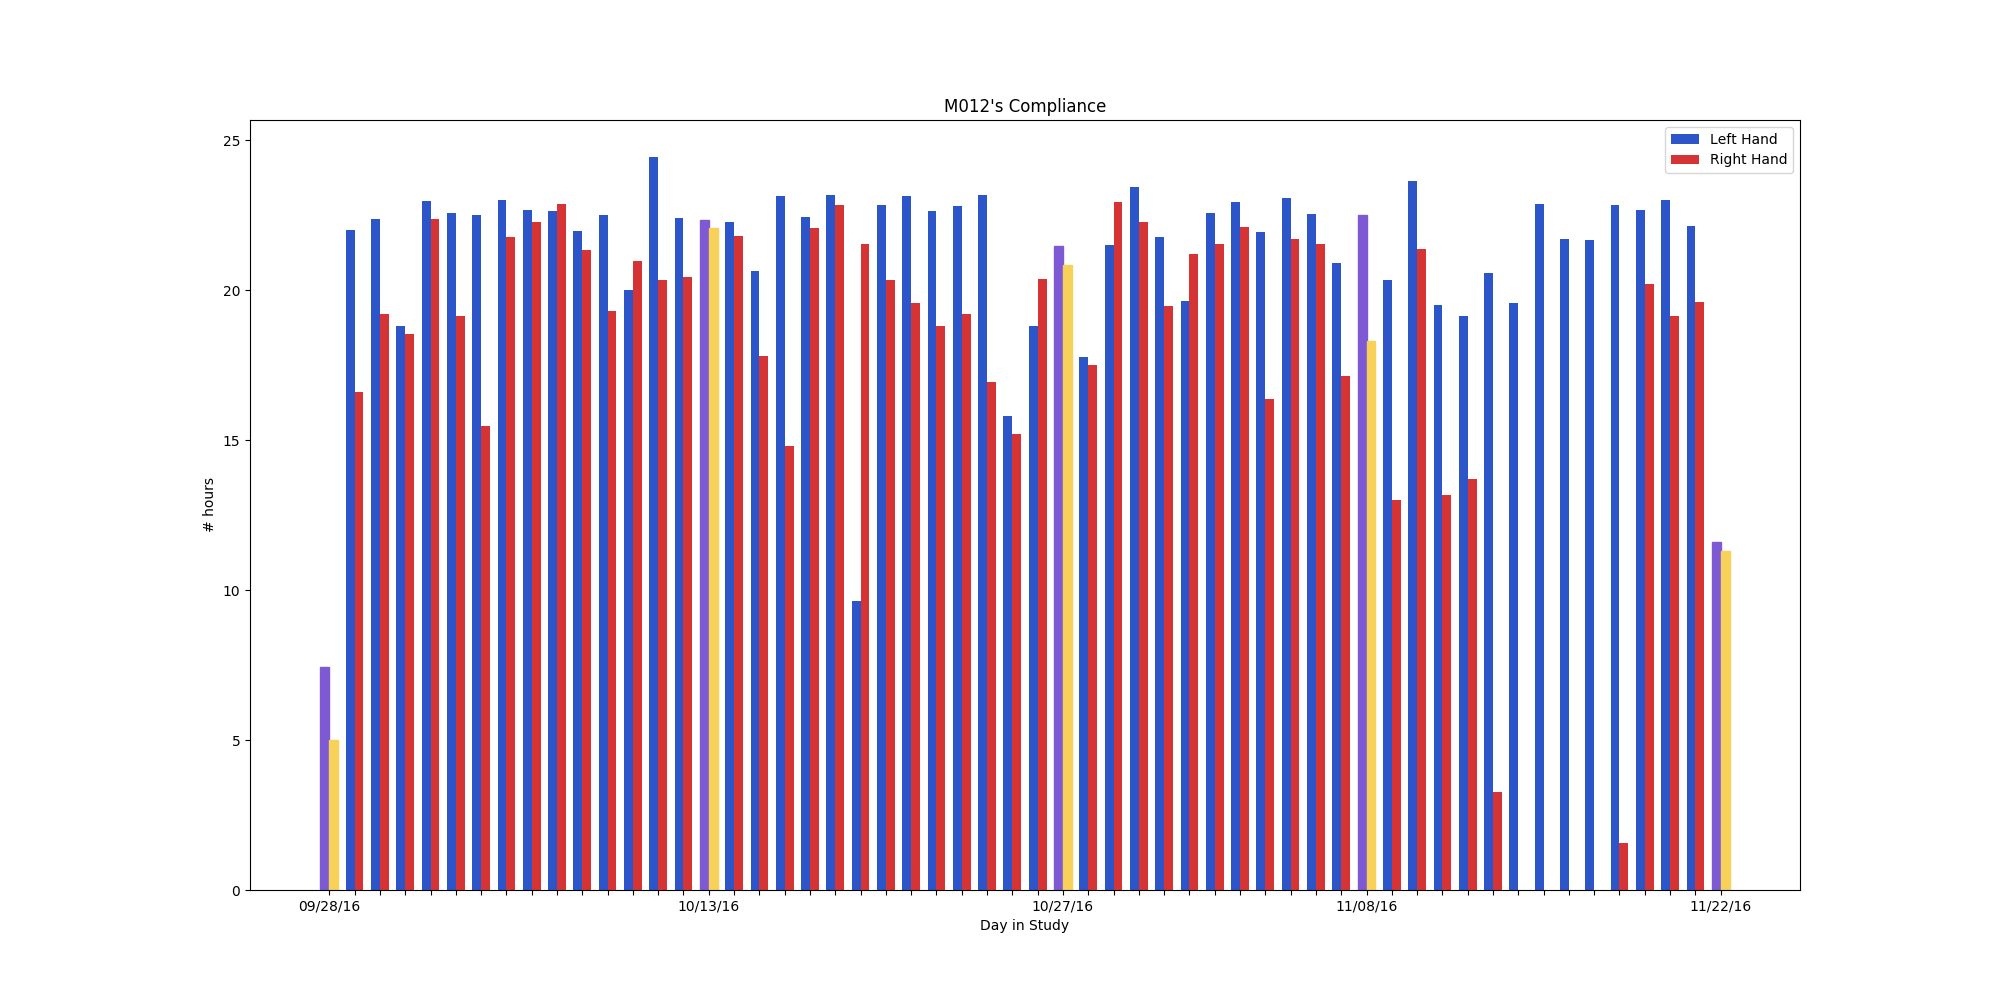 M012's Compliance
Left Hand
Right Hand
25
20
15
10
5
0
# hours
09/28/16 10/13/16 10/27/16 11/08/16 11/22/16
Day in Study